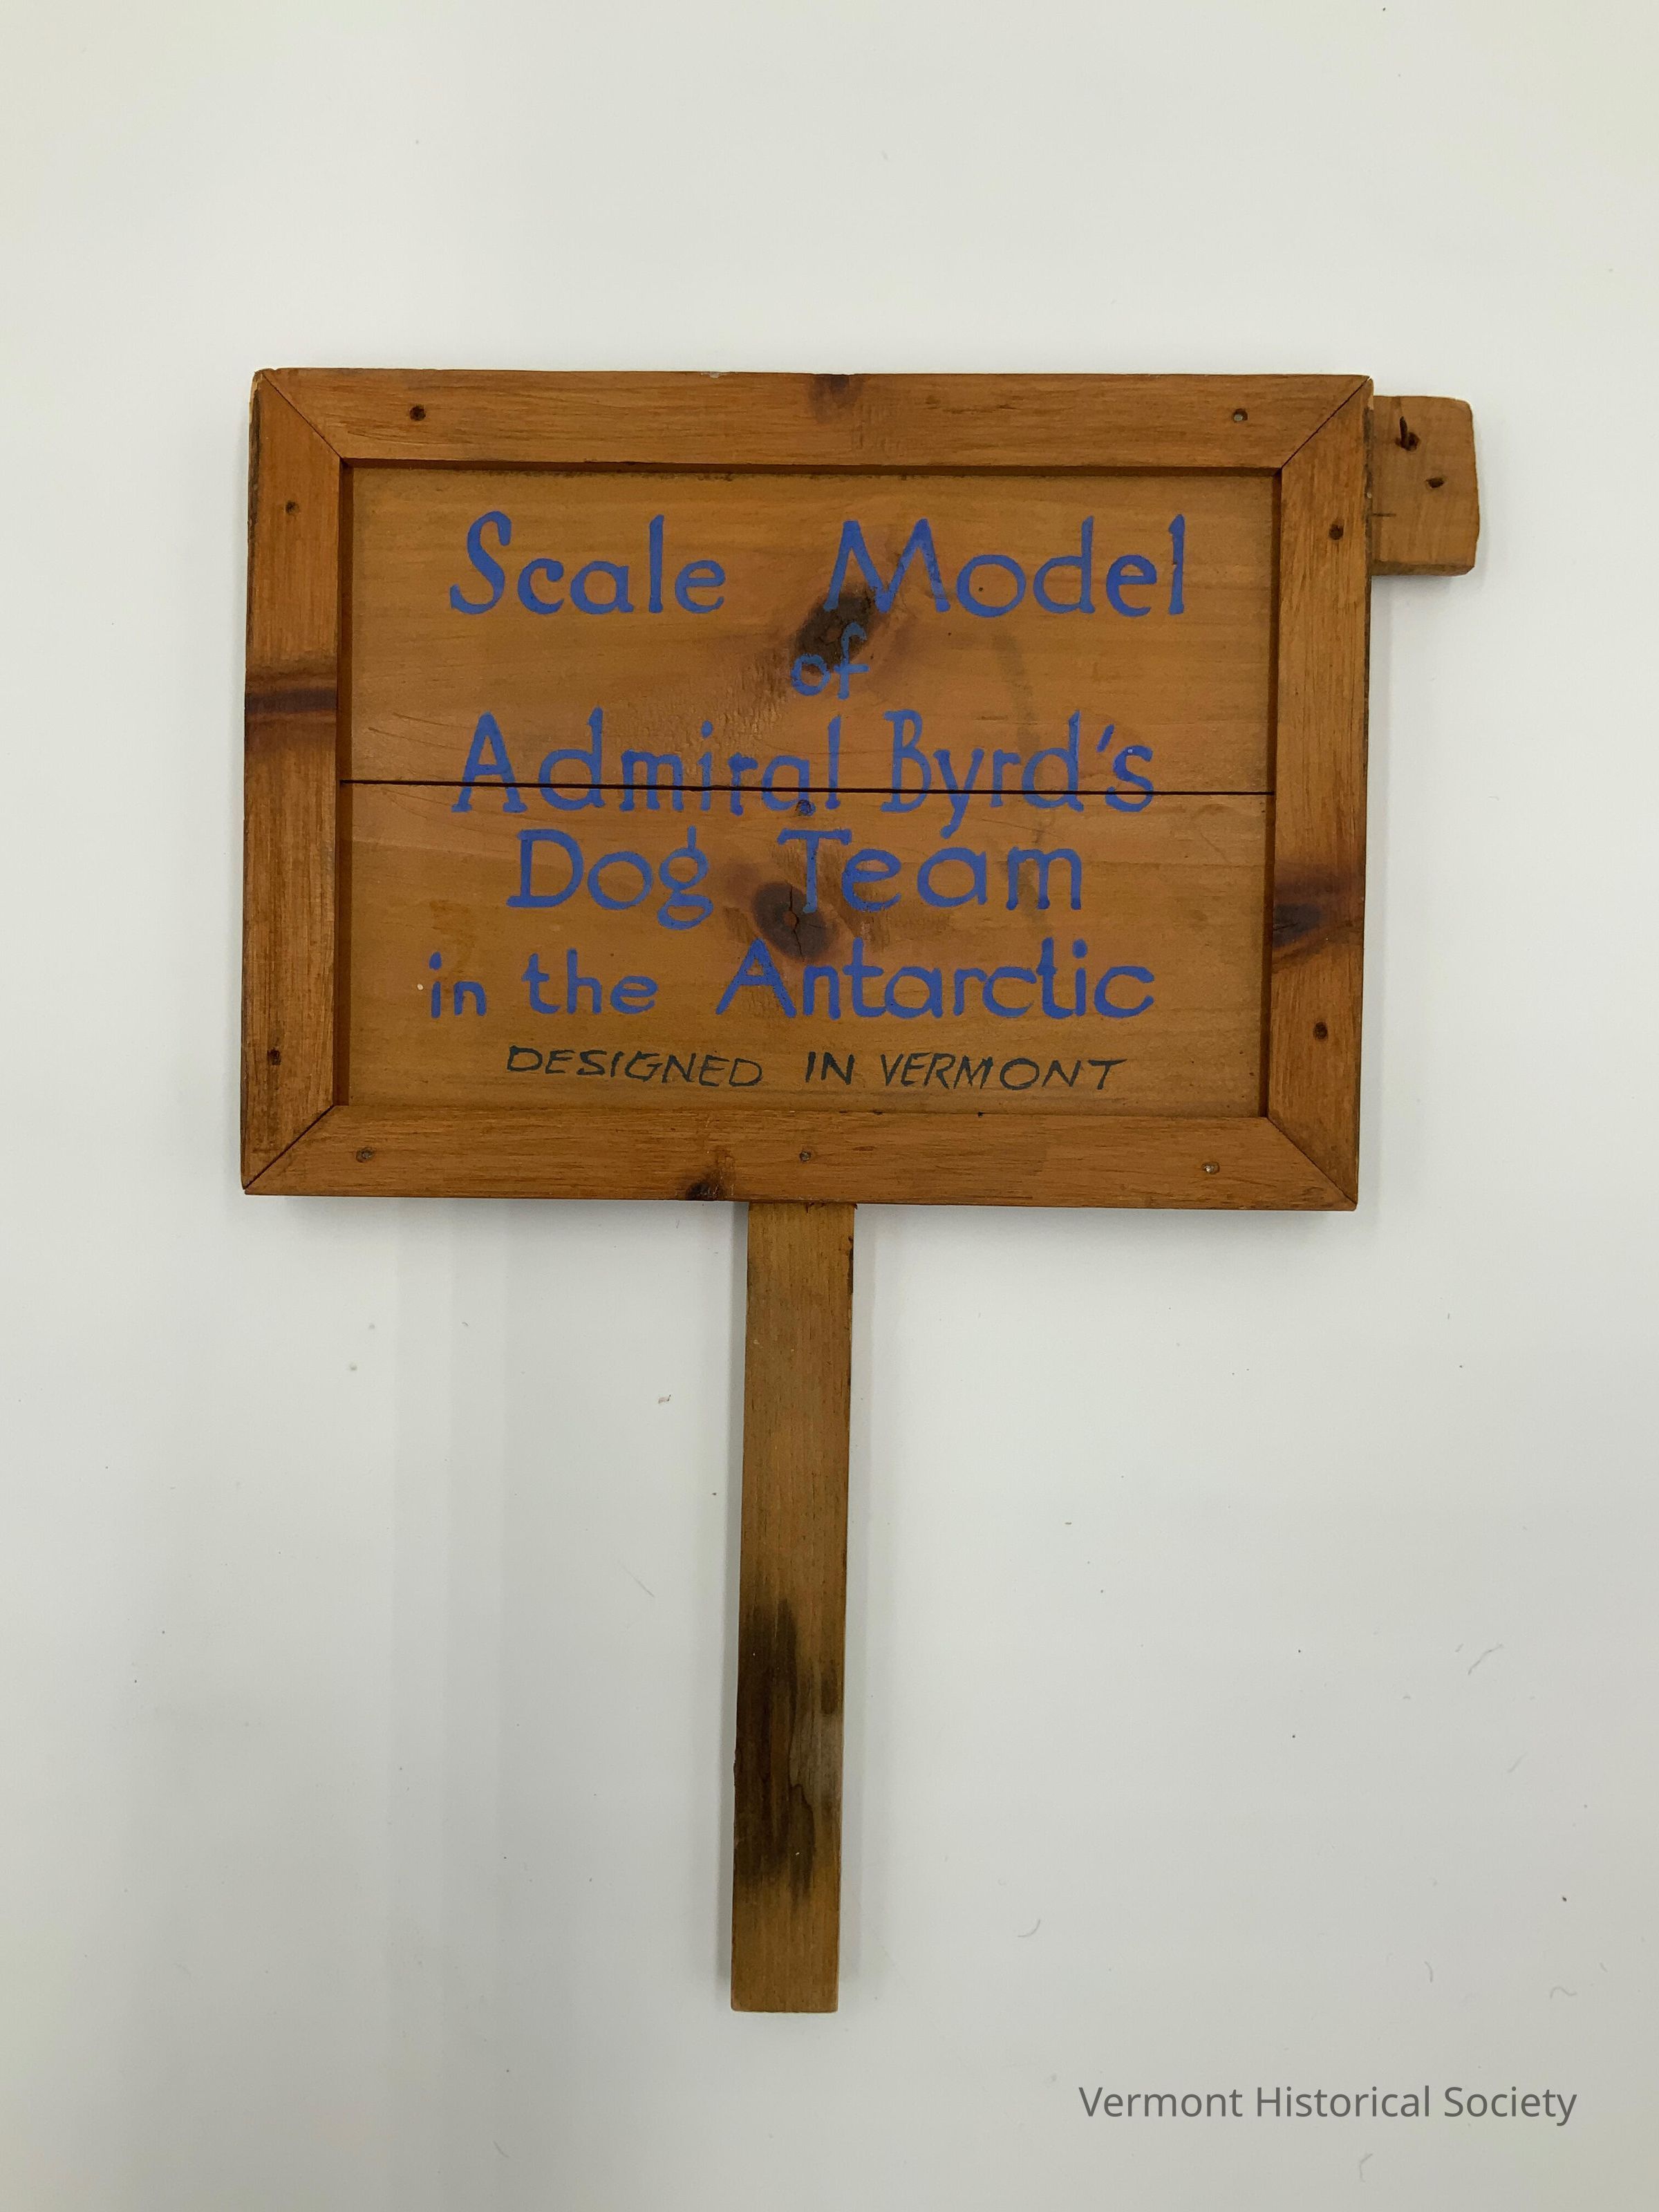 Scale Model
of
Admiral Byrd's
Dog Team
in the Antarctic
DESIGNED IN VERMONT
Vermont Historical Society